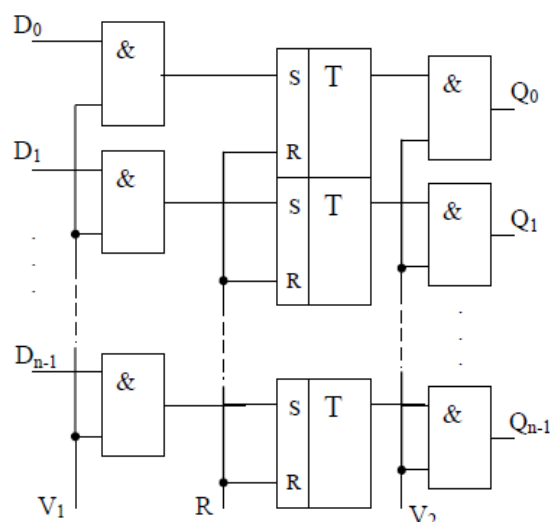 D₀
&
S T
R
& Q₀
D₁
&
S T
R
& Q₁
Dₙ₋₁
&
S T
R
& Qₙ₋₁
V₁ R V₂